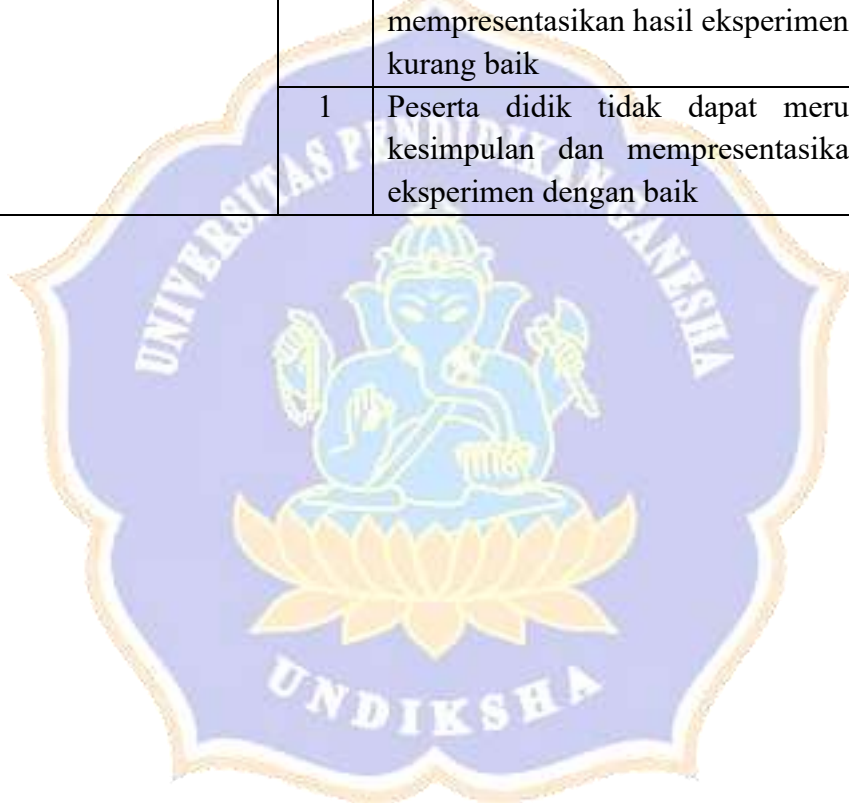 mempresentasikan hasil eksperimen
kurang baik
1 Peserta didik tidak dapat meru
kesimpulan dan mempresentasika
eksperimen dengan baik
UNIVERSITAS PENDIDIKAN GANESHA
UNDIKSHA